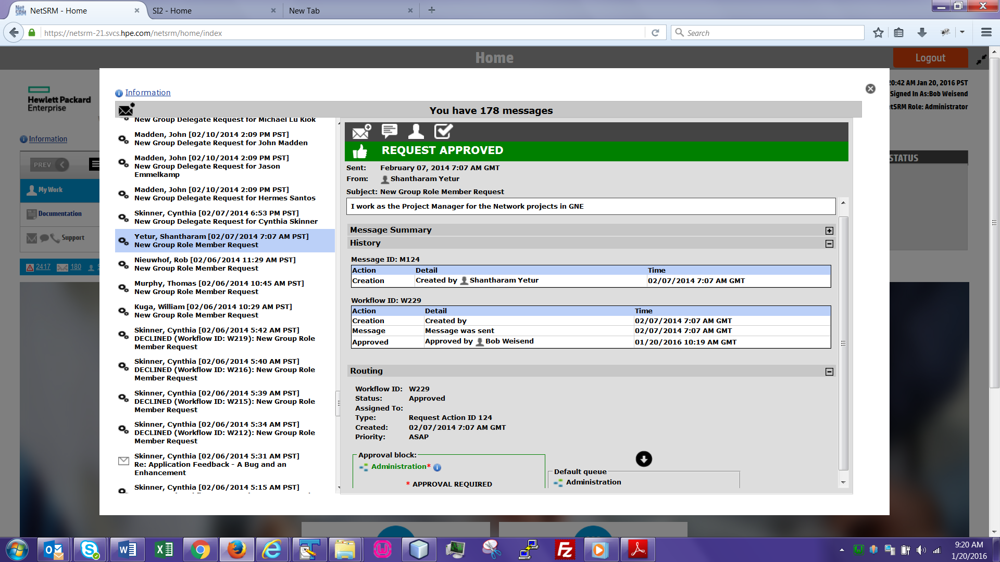 NetSRM - Home
SI2 - Home
New Tab
https://netsrm-21.svcs.hpe.com/netsrm/home/index
Search
Home
Logout
Hewlett Packard
Enterprise
20:42 AM Jan 20, 2016 PST
Signed In As:Bob Weisend
tSRM Role: Administrator
Information
PREV
My Work
Documentation
Support
2417
180
STATUS
Information
You have 178 messages
New Group Delegate Request for Michael Lu Kiok
Madden, John [02/10/2014 2:09 PM PST]
New Group Delegate Request for John Madden
Madden, John [02/10/2014 2:09 PM PST]
New Group Delegate Request for Jason
Emmelkamp
Madden, John [02/10/2014 2:09 PM PST]
New Group Delegate Request for Hermes Santos
Skinner, Cynthia [02/07/2014 6:53 PM PST]
New Group Delegate Request for Cynthia Skinner
Yetur, Shantharam [02/07/2014 7:07 AM PST]
New Group Role Member Request
Nieuwhof, Rob [02/06/2014 11:29 AM PST]
New Group Role Member Request
Murphy, Thomas [02/06/2014 10:45 AM PST]
New Group Role Member Request
Kuga, William [02/06/2014 10:29 AM PST]
New Group Role Member Request
Skinner, Cynthia [02/06/2014 5:42 AM PST]
DECLINED (Workflow ID: W219): New Group Role
Member Request
Skinner, Cynthia [02/06/2014 5:40 AM PST]
DECLINED (Workflow ID: W216): New Group Role
Member Request
Skinner, Cynthia [02/06/2014 5:39 AM PST]
DECLINED (Workflow ID: W215): New Group Role
Member Request
Skinner, Cynthia [02/06/2014 5:34 AM PST]
DECLINED (Workflow ID: W212): New Group Role
Member Request
Skinner, Cynthia [02/06/2014 5:31 AM PST]
Re: Application Feedback - A Bug and an
Enhancement
Skinner, Cynthia [02/06/2014 5:15 AM PST]
REQUEST APPROVED
Sent: February 07, 2014 7:07 AM GMT
From: Shantharam Yetur
Subject: New Group Role Member Request
I work as the Project Manager for the Network projects in GNE
Message Summary
History
Message ID: M124
Action Detail Time
Creation Created by Shantharam Yetur 02/07/2014 7:07 AM GMT
Workflow ID: W229
Action Detail Time
Creation Created by 02/07/2014 7:07 AM GMT
Message Message was sent 02/07/2014 7:07 AM GMT
Approved Approved by Bob Weisend 01/20/2016 10:19 AM GMT
Routing
Workflow ID: W229
Status: Approved
Assigned To:
Type: Request Action ID 124
Created: 02/07/2014 7:07 AM GMT
Priority: ASAP
Approval block:
Administration*
* APPROVAL REQUIRED
Default queue
Administration
9:20 AM
1/20/2016